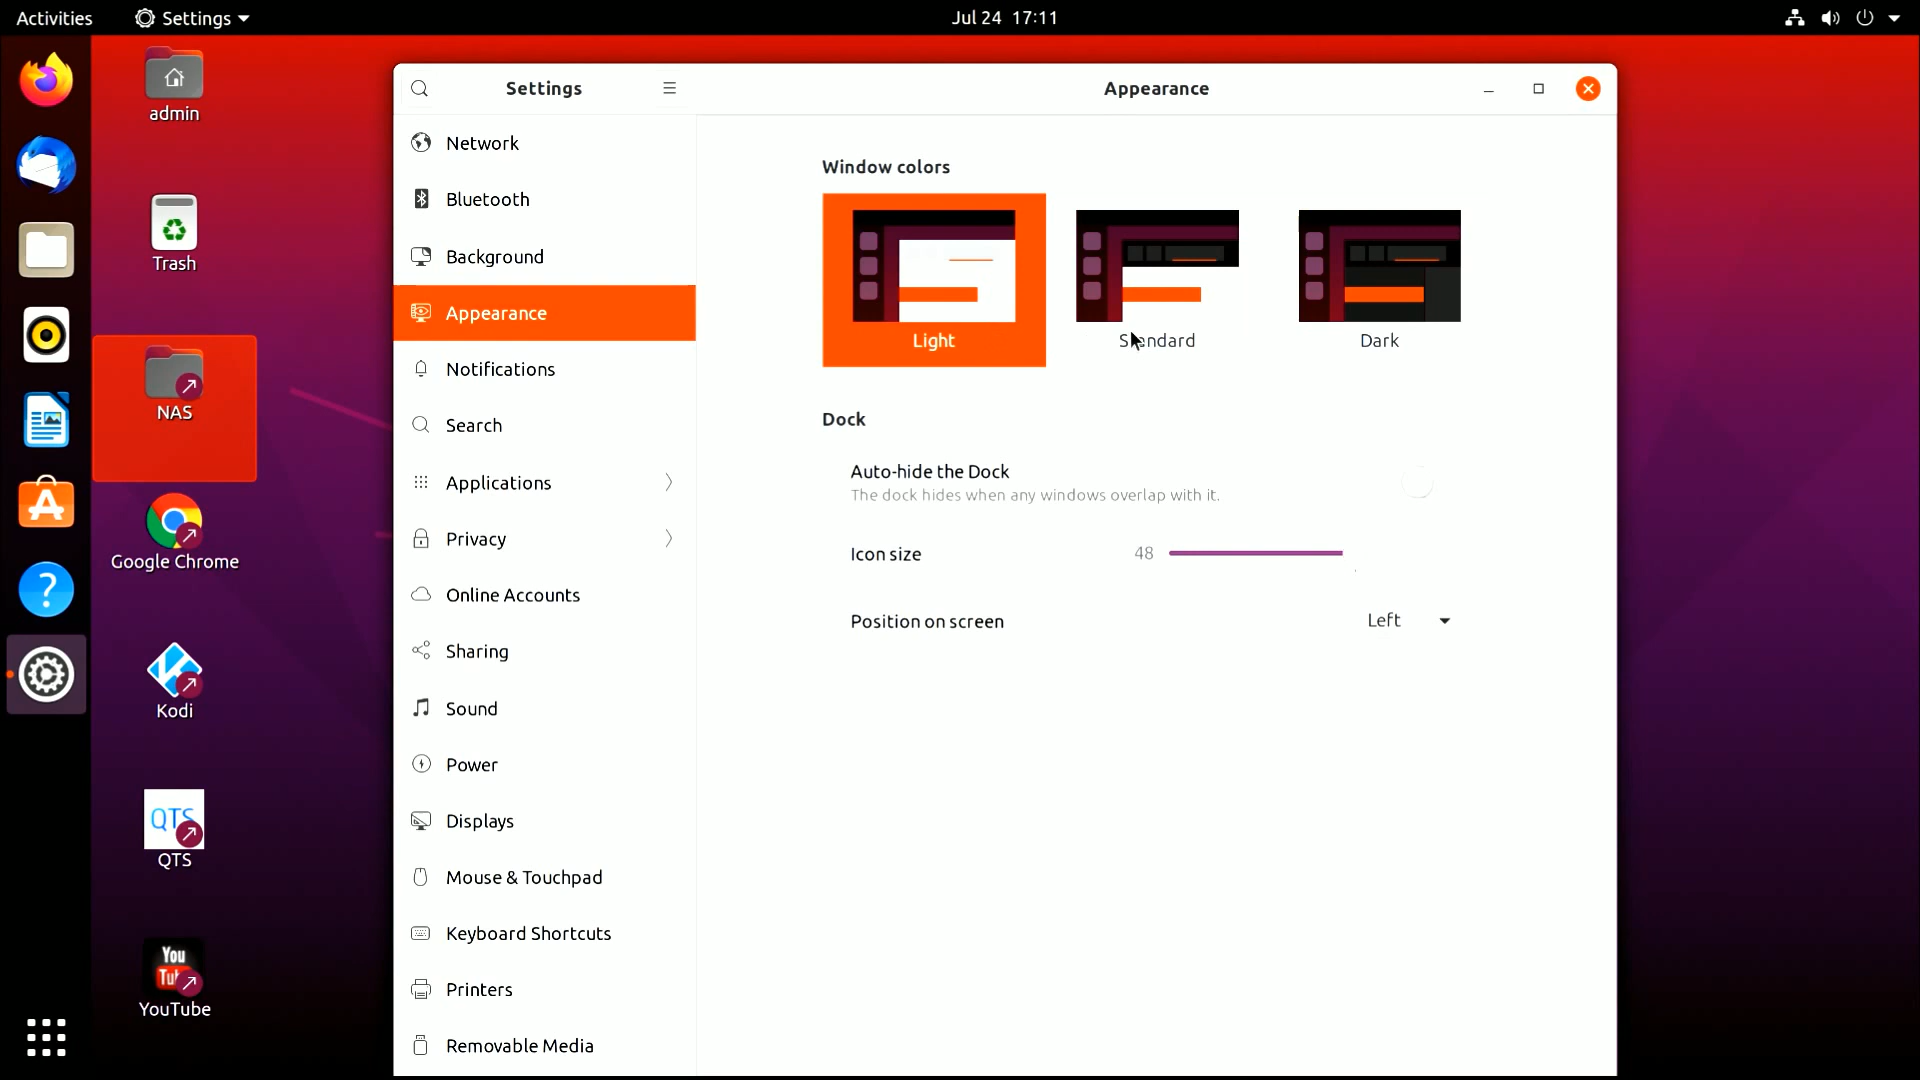 Activities
Settings
Jul 24 17:11
admin
Trash
NAS
Google Chrome
Kodi
QTS
QTS
You
Tu
YouTube
Settings
Network
Bluetooth
Background
Appearance
Notifications
Search
Applications
Privacy
Online Accounts
Sharing
Sound
Power
Displays
Mouse & Touchpad
Keyboard Shortcuts
Printers
Removable Media
Appearance
Window colors
Light
Standard
Dark
Dock
Auto-hide the Dock
The dock hides when any windows overlap with it.
Icon size
48
Position on screen
Left